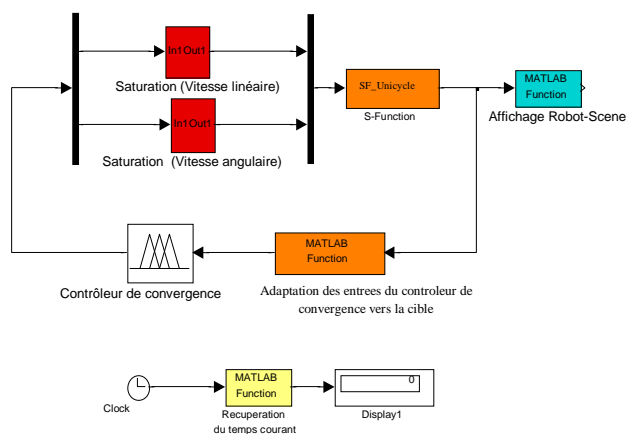 In1Out1
Saturation (Vitesse linéaire)
In1Out1
Saturation (Vitesse angulaire)
SF_Unicycle
S-Function
MATLAB
Function
Affichage Robot-Scene
Contrôleur de convergence
MATLAB
Function
Adaptation des entrees du controleur de
convergence vers la cible
Clock
MATLAB
Function
Recuperation
du temps courant
0
Display1